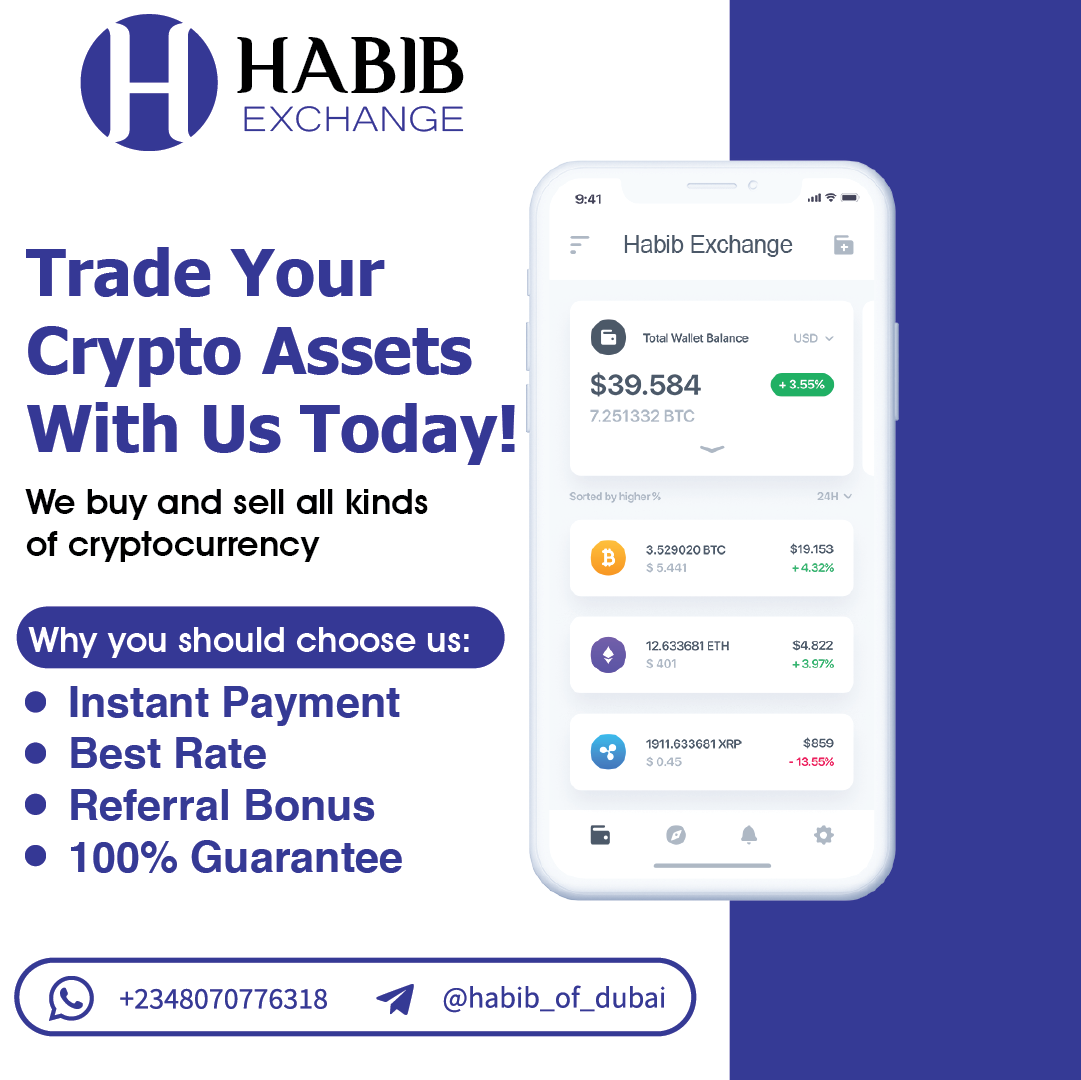 HABIB
EXCHANGE
Trade Your
Crypto Assets
With Us Today!
We buy and sell all kinds
of cryptocurrency
Why you should choose us:
Instant Payment
Best Rate
Referral Bonus
100% Guarantee
9:41
Habib Exchange
Total Wallet Balance
USD
$39.584
+ 3.55%
7.251332 BTC
Sorted by higher %
24H
3.529020 BTC
$19.153
$ 5.441
+ 4.32%
12.633681 ETH
$4.822
$ 401
+ 3.97%
1911.633681 XRP
$859
$ 0.45
- 13.55%
+2348070776318
@habib_of_dubai